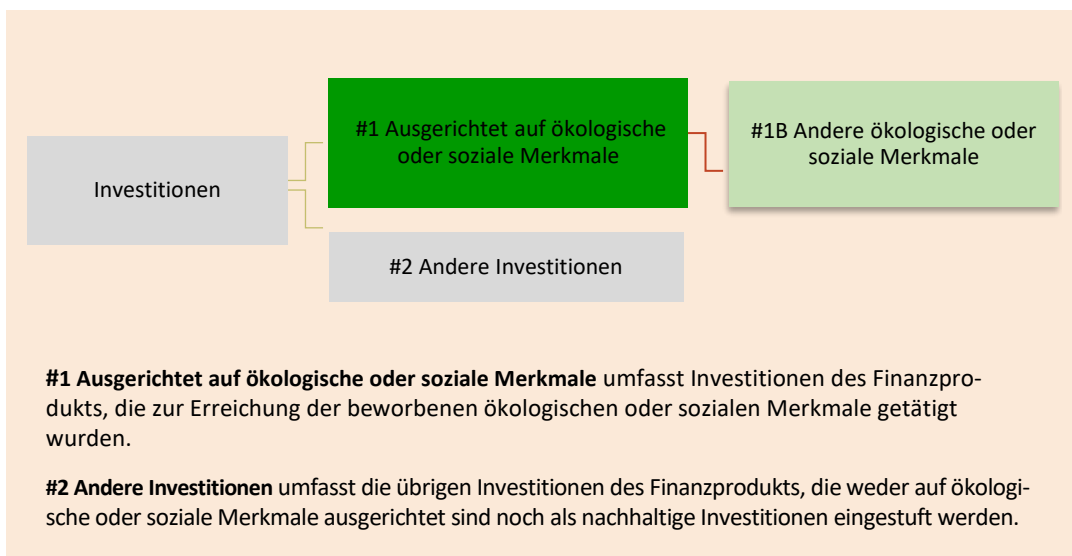 #1 Ausgerichtet auf ökologische
oder soziale Merkmale
#1B Andere ökologische oder
soziale Merkmale
Investitionen
#2 Andere Investitionen
#1 Ausgerichtet auf ökologische oder soziale Merkmale umfasst Investitionen des Finanzpro-
dukts, die zur Erreichung der beworbenen ökologischen oder sozialen Merkmale getätigt
wurden.
#2 Andere Investitionen umfasst die übrigen Investitionen des Finanzprodukts, die weder auf ökologi-
sche oder soziale Merkmale ausgerichtet sind noch als nachhaltige Investitionen eingestuft werden.